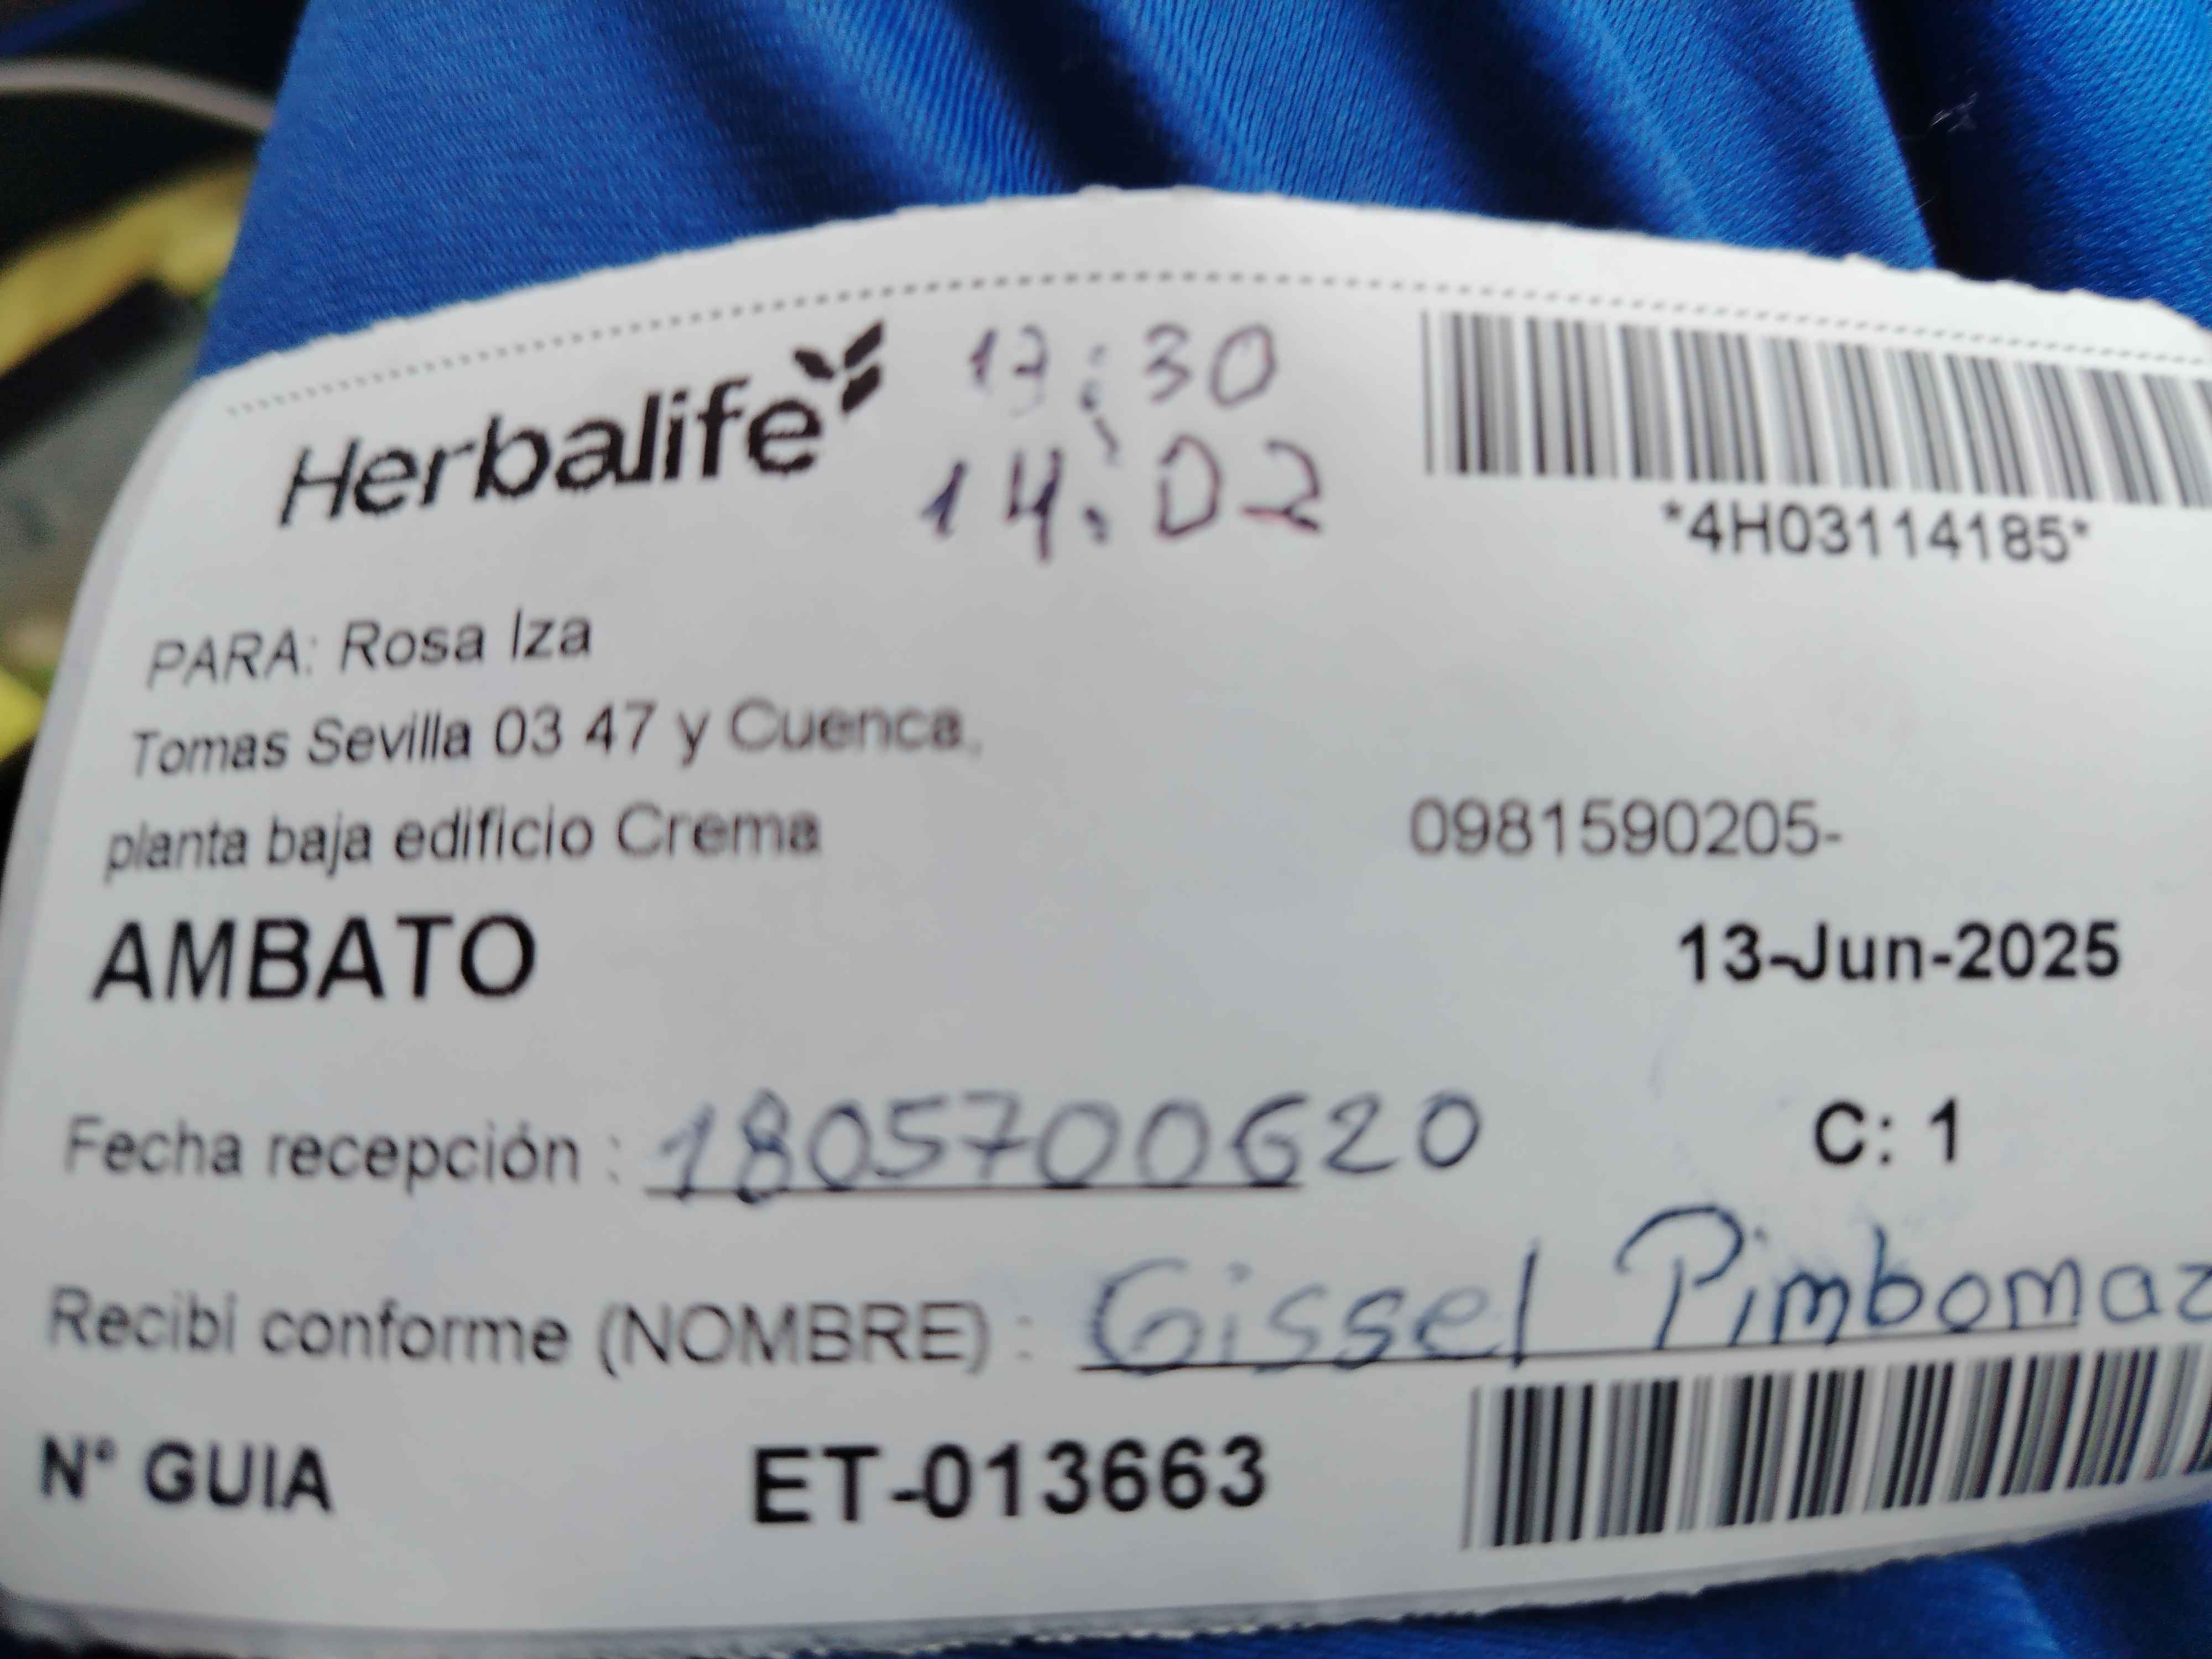 Herbalife
13:30
14:02
*4H03114185*
PARA: Rosa Iza
Tomas Sevilla 03 47 y Cuenca,
planta baja edificio Crema
0981590205-
AMBATO
13-Jun-2025
Fecha recepción : 1805700620
C: 1
Recibí conforme (NOMBRE) : Gissel Pimbomaz
N° GUIA ET-013663